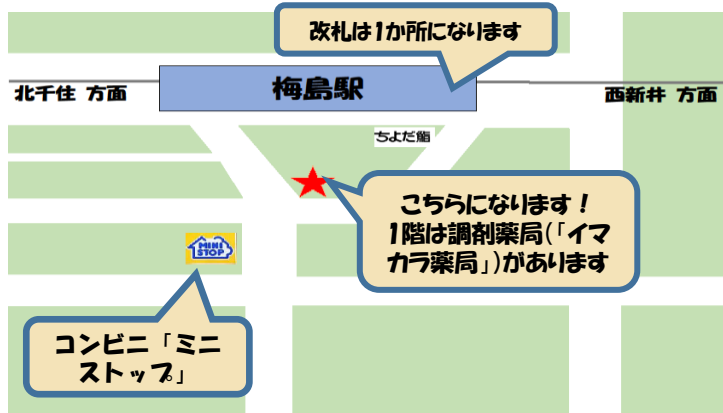 改札は1か所になります
梅島駅
北千住 方面
西新井 方面
ちよだ鮨
こちらになります！
1階は調剤薬局(「イマ
カラ薬局」)があります
MINI
STOP
コンビニ「ミニ
ストップ」